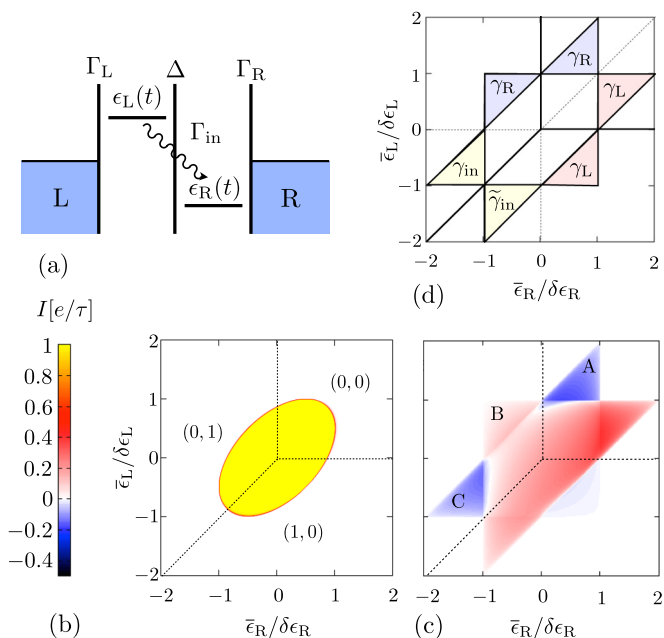 Γ_L Δ Γ_R
ϵ_L(t)
Γ_in
ϵ_R(t)
L R
(a)
2
1
0
−1
−2
ϵ̄_L/δϵ_L
γ_R
γ_R
γ_L
γ_in
γ_L
γ̃_in
−2 −1 0 1 2
ϵ̄_R/δϵ_R
(d)
I[e/τ]
1
0.8
0.6
0.4
0.2
0
−0.2
−0.4
2
1
0
−1
−2
ϵ̄_L/δϵ_L
(0, 0)
(0, 1)
(1, 0)
−2 −1 0 1 2
ϵ̄_R/δϵ_R
(b)
A
B
C
−2 −1 0 1 2
ϵ̄_R/δϵ_R
(c)